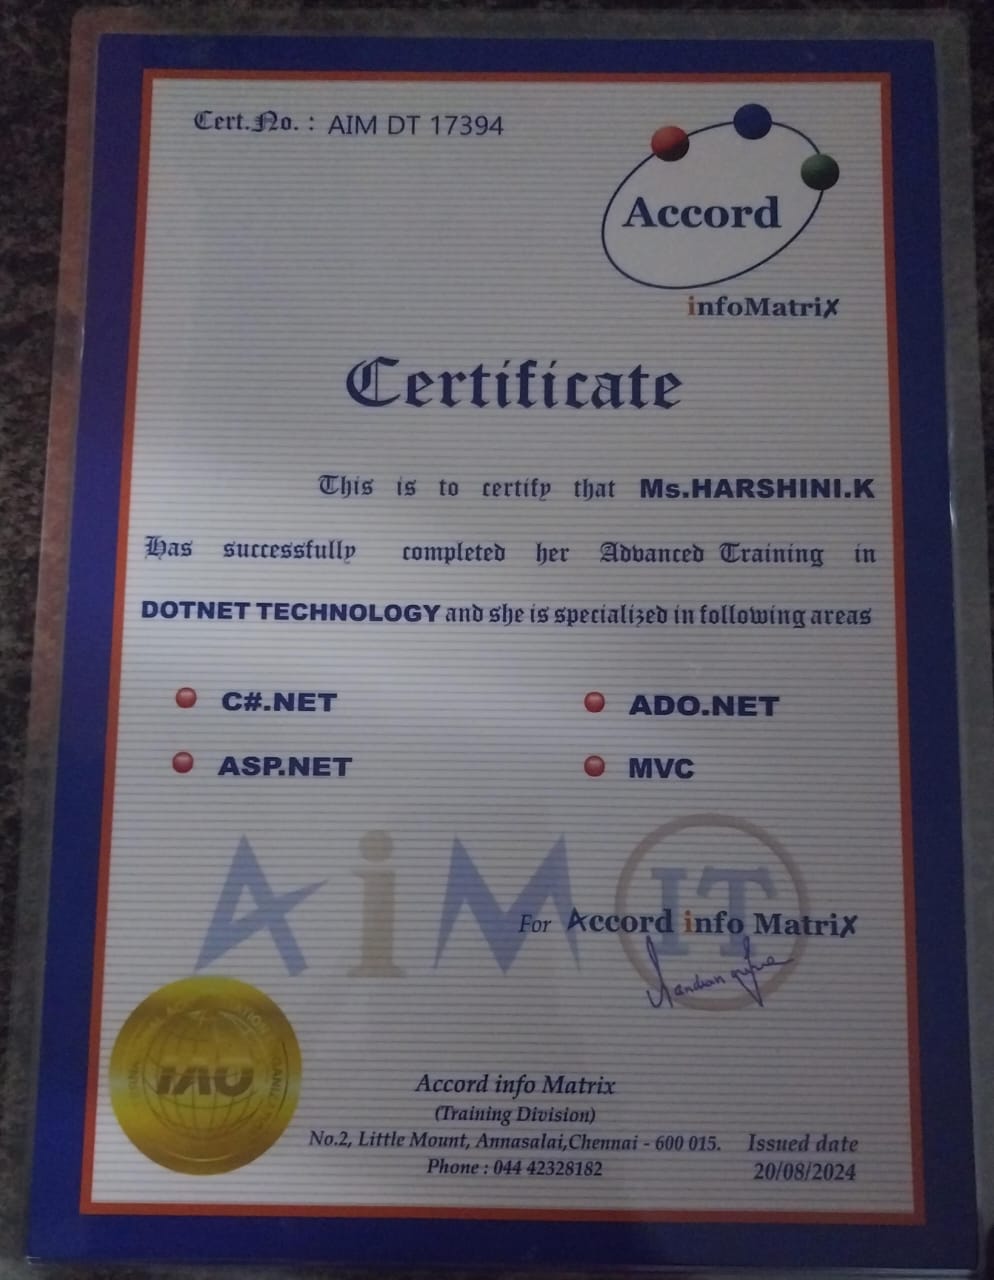 Cert.No. : AIM DT 17394
Accord
infoMatriX
Certificate
This is to certify that Ms.HARSHINI.K
Has successfully completed her Advanced Training in
DOTNET TECHNOLOGY and she is specialized in following areas
C#.NET
ADO.NET
ASP.NET
MVC
AiM IT
For Accord info MatriX
IAO
Accord info Matrix
(Training Division)
No.2, Little Mount, Annasalai,Chennai - 600 015.
Phone : 044 42328182
Issued date
20/08/2024